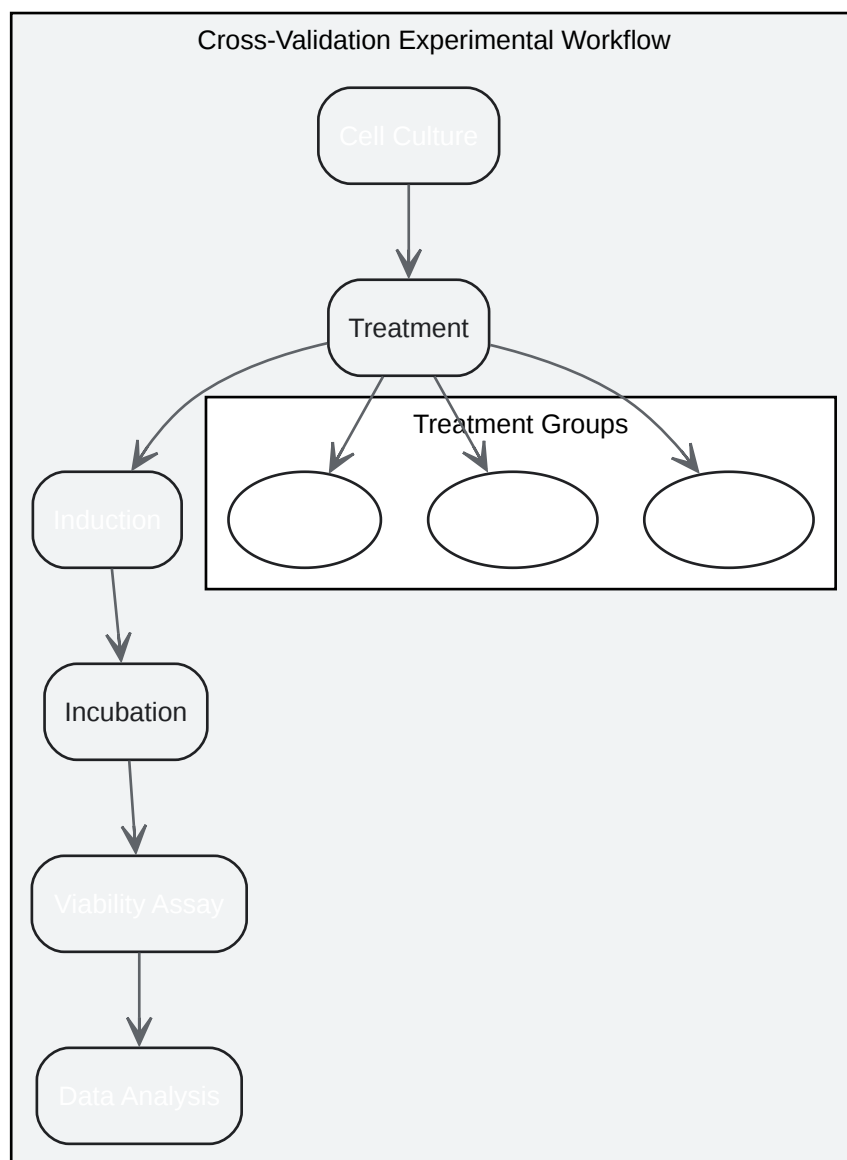 Cross-Validation Experimental Workflow
Cell Culture
Treatment
Treatment Groups
Induction
Incubation
Viability Assay
Data Analysis